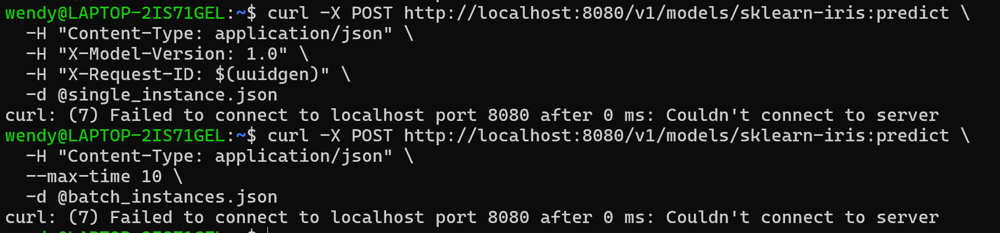 wendy@LAPTOP-2IS71GEL:~$ curl -X POST http://localhost:8080/v1/models/sklearn-iris:predict \
  -H "Content-Type: application/json" \
  -H "X-Model-Version: 1.0" \
  -H "X-Request-ID: $(uuidgen)" \
  -d @single_instance.json
curl: (7) Failed to connect to localhost port 8080 after 0 ms: Couldn't connect to server
wendy@LAPTOP-2IS71GEL:~$ curl -X POST http://localhost:8080/v1/models/sklearn-iris:predict \
  -H "Content-Type: application/json" \
  --max-time 10 \
  -d @batch_instances.json
curl: (7) Failed to connect to localhost port 8080 after 0 ms: Couldn't connect to server